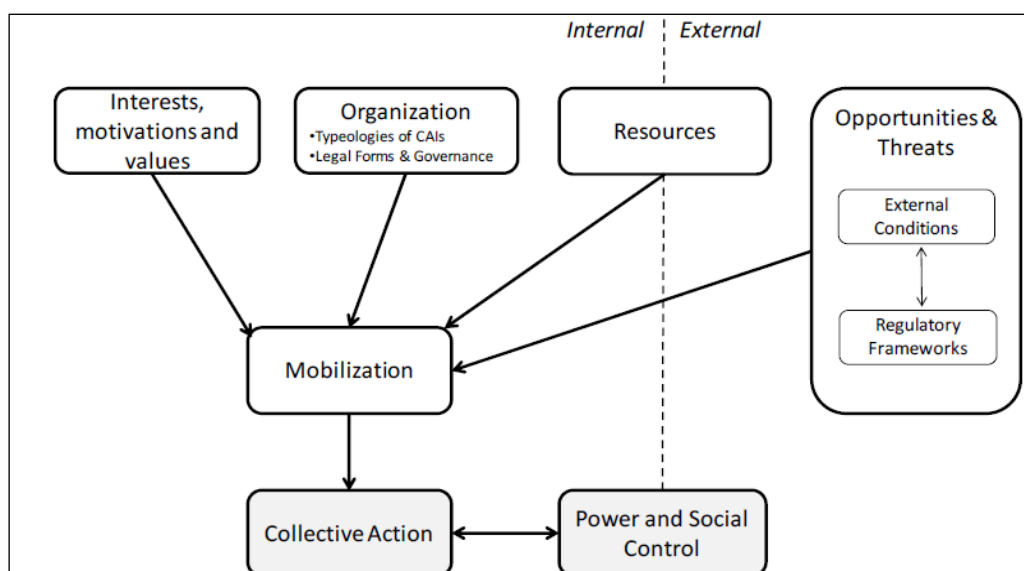 Internal
External
Interests,
motivations and
values
Organization
•Typeologies of CAIs
•Legal Forms & Governance
Resources
Opportunities &
Threats
External
Conditions
Regulatory
Frameworks
Mobilization
Collective Action
Power and Social
Control